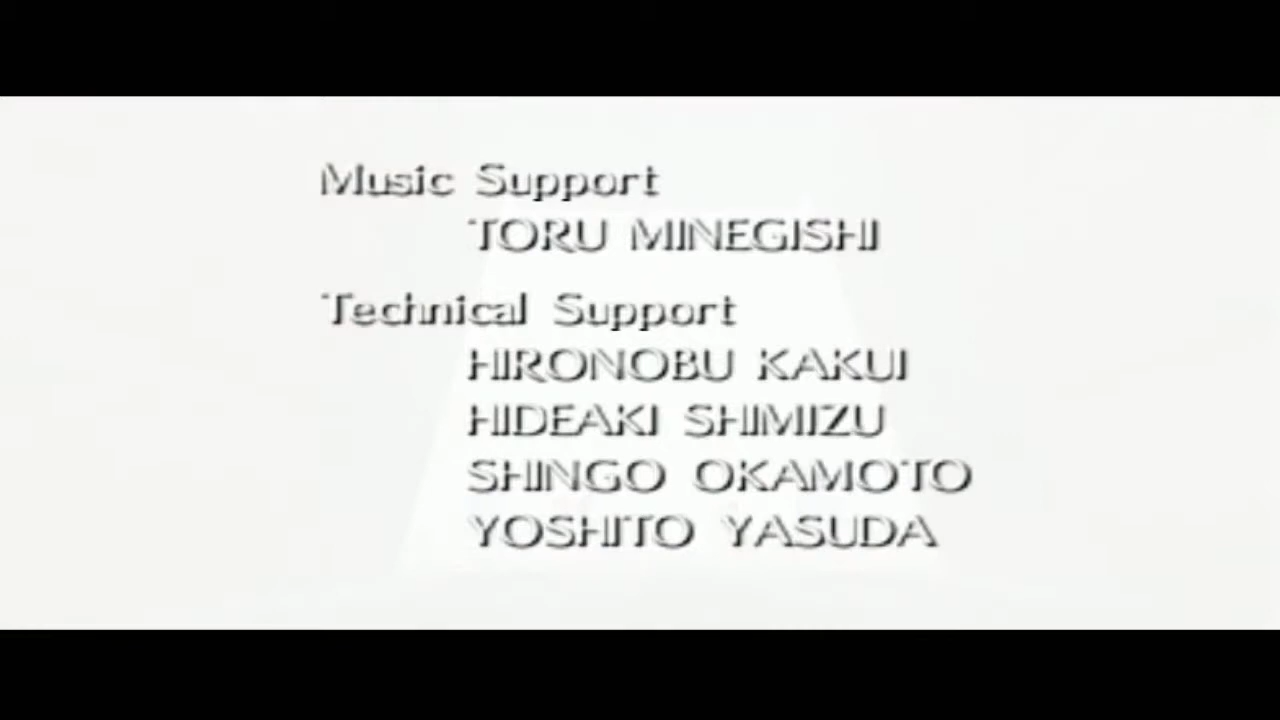 Music Support
TORU MINEGISHI
Technical Support
HIRONOBU KAKUI
HIDEAKI SHIMIZU
SHINGO OKAMOTO
YOSHITO YASUDA